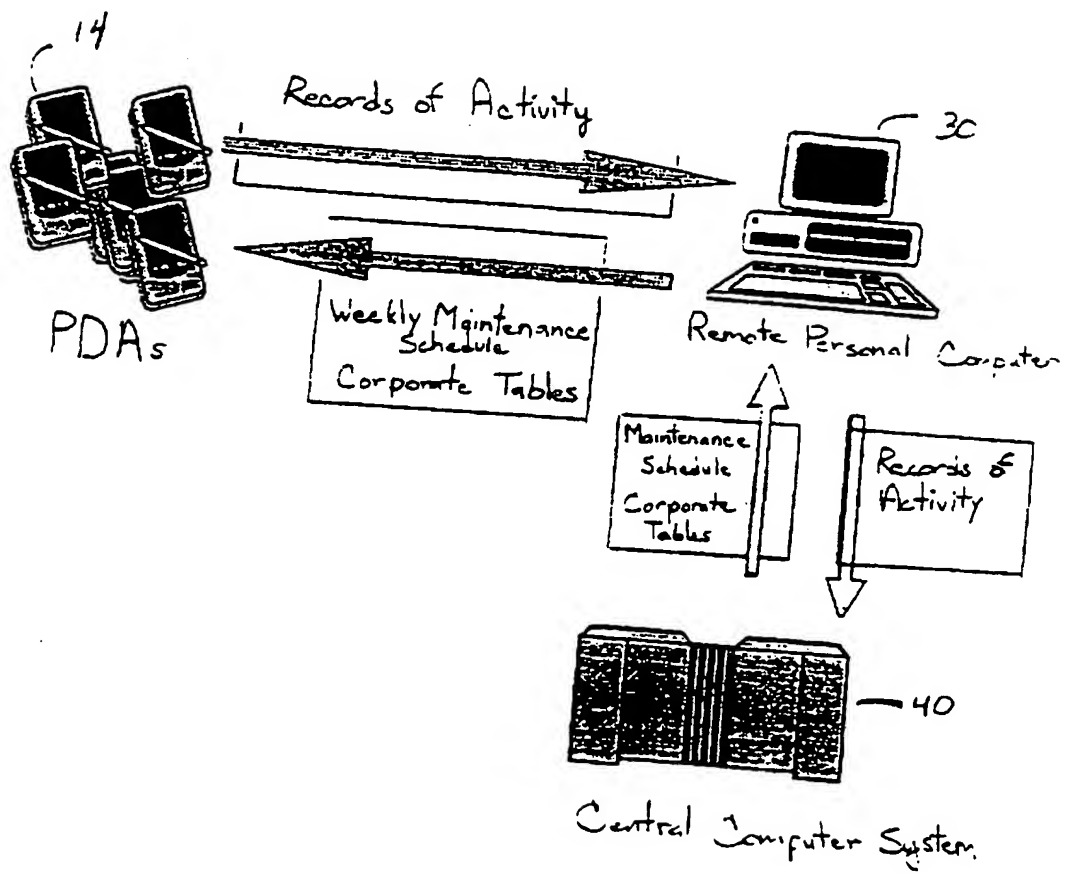 14
Records of Activity
30
PDAs
Weekly Maintenance
Schedule
Corporate Tables
Remote Personal Computer
Maintenance
Schedule
Corporate
Tables
Records of
Activity
40
Central Computer System